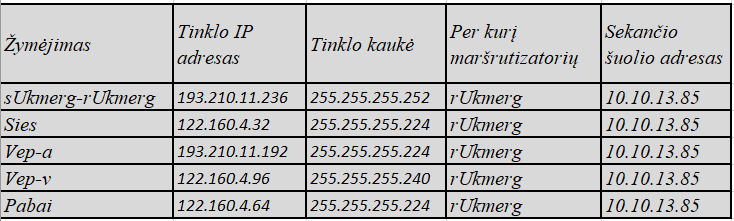 Žymėjimas Tinklo IP adresas Tinklo kaukė Per kurį maršrutizatorių Sekančio šuolio adresas
sUkmerg-rUkmerg 193.210.11.236 255.255.255.252 rUkmerg 10.10.13.85
Sies 122.160.4.32 255.255.255.224 rUkmerg 10.10.13.85
Vep-a 193.210.11.192 255.255.255.224 rUkmerg 10.10.13.85
Vep-v 122.160.4.96 255.255.255.240 rUkmerg 10.10.13.85
Pabai 122.160.4.64 255.255.255.224 rUkmerg 10.10.13.85